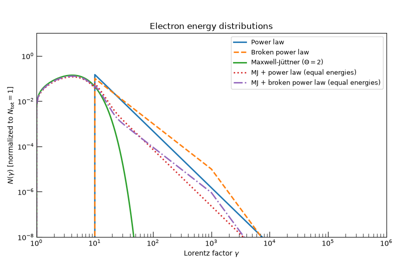 Electron energy distributions
Power law
Broken power law
Maxwell-Jüttner (Θ = 2)
MJ + power law (equal energies)
MJ + broken power law (equal energies)
N(γ) [normalized to N_tot = 1]
10⁰
10⁻²
10⁻⁴
10⁻⁶
10⁻⁸
10⁰ 10¹ 10² 10³ 10⁴ 10⁵ 10⁶
Lorentz factor γ